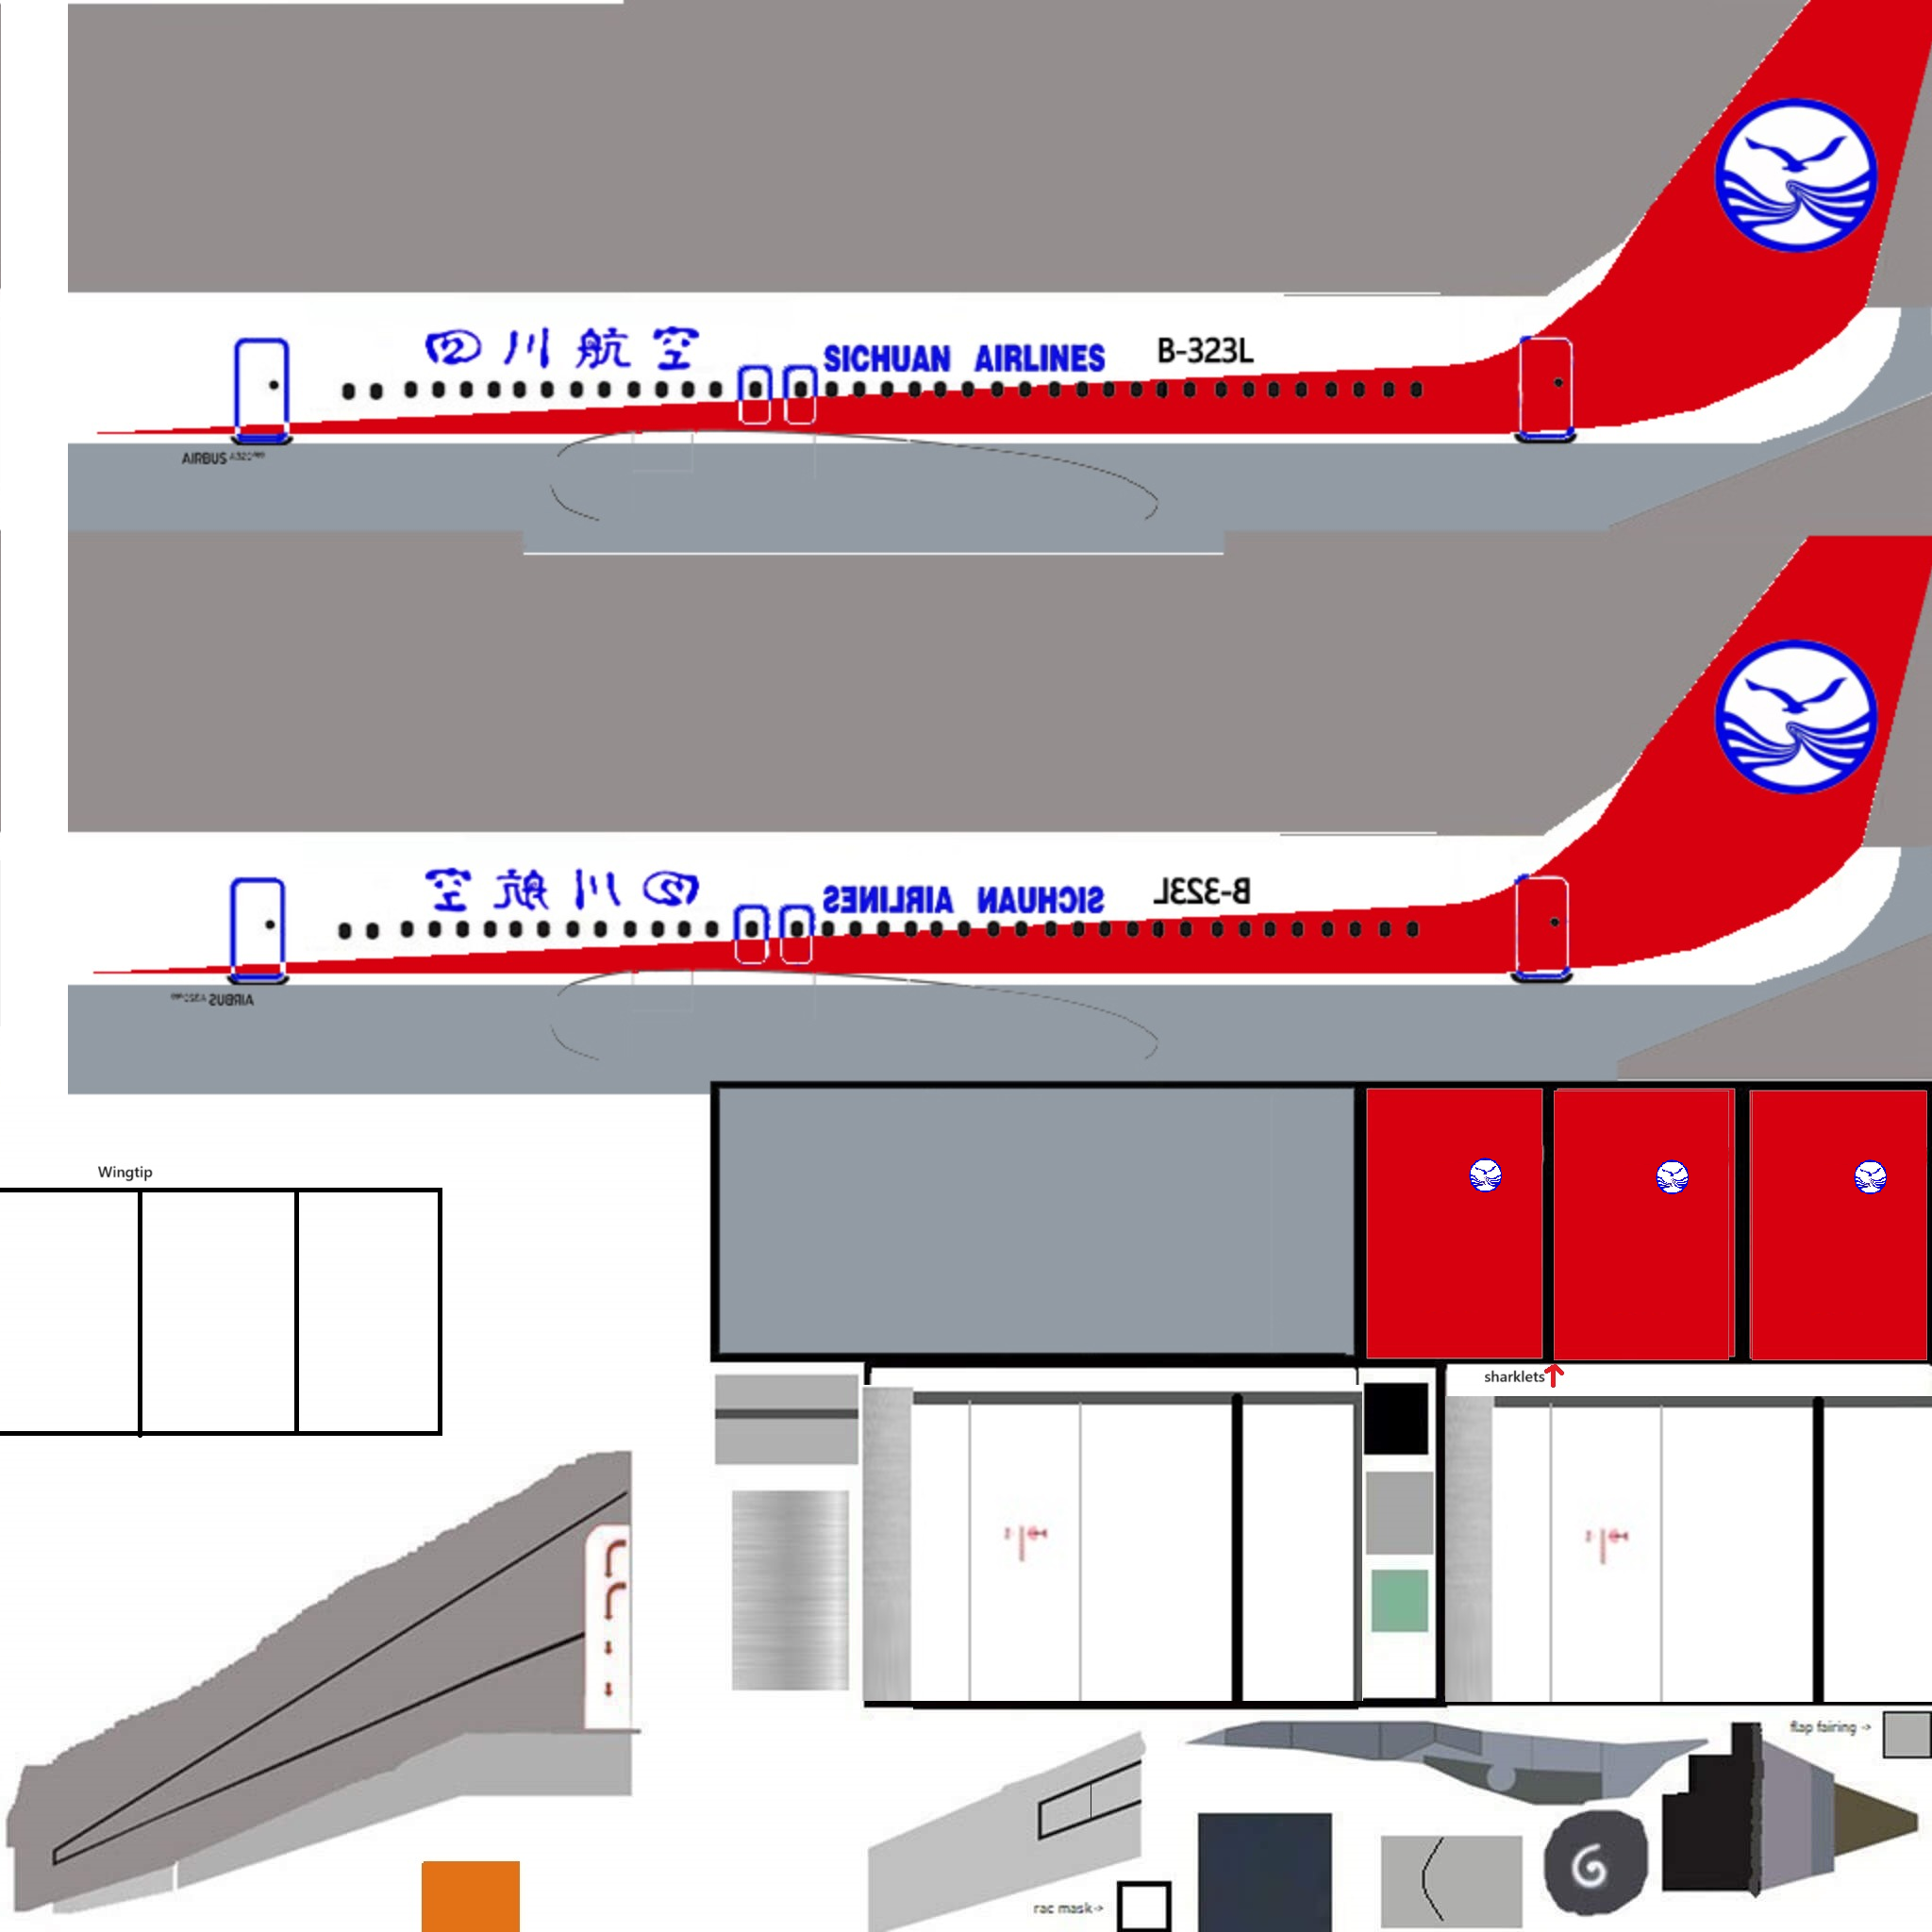 四川航空
SICHUAN AIRLINES
B-323L
AIRBUS A320neo
四川航空
SICHUAN AIRLINES
B-323L
AIRBUS
Wingtip
sharklets
flap fairing ->
rac mask->